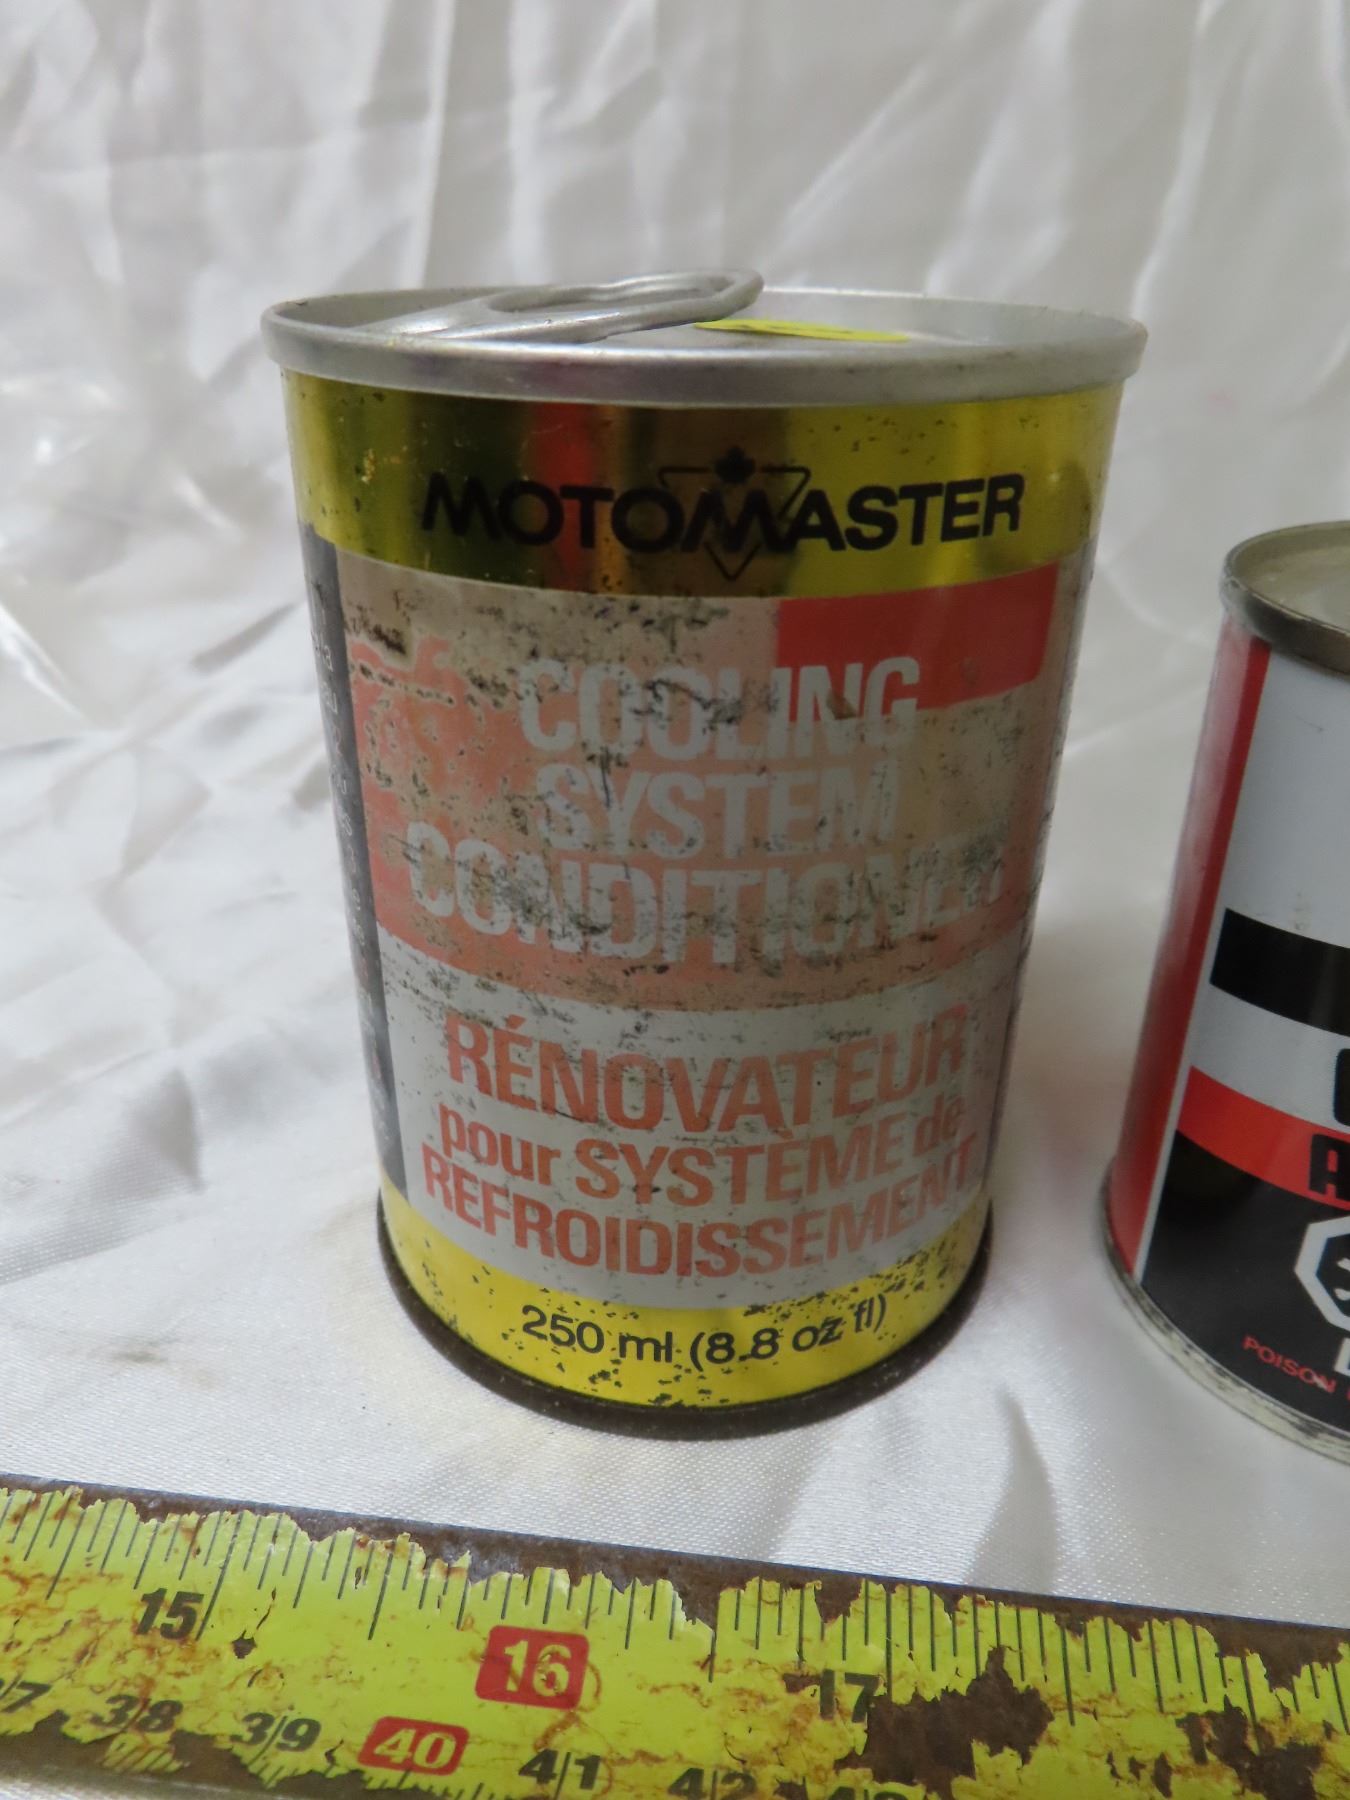 MOTOMASTER
COOLING
SYSTEM
CONDITIONER
RÉNOVATEUR
pour SYSTÈME de
REFROIDISSEMENT
250 ml (8.8 oz fl)
POISON
15 16 17
38 39 40 41 42